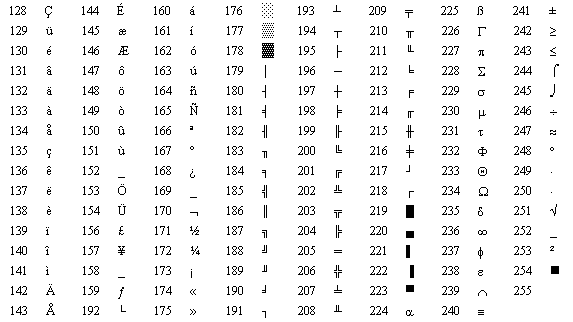 128 Ç 144 É 160 á 176 ░ 193 ┴ 209 ╤ 225 ß 241 ±
129 ü 145 æ 161 í 177 ▒ 194 ┬ 210 ╥ 226 Γ 242 ≥
130 é 146 Æ 162 ó 178 ▓ 195 ├ 211 ╙ 227 π 242 ≤
131 â 147 ô 163 ú 179 │ 196 ─ 212 ╘ 228 Σ 244 ⌠
132 ä 148 ö 164 ñ 180 ┤ 197 ┼ 213 ╒ 229 σ 245 ⌡
133 à 149 ò 165 Ñ 181 ╡ 198 ╞ 214 ╓ 230 µ 246 ÷
134 å 150 û 166 ª 182 ╢ 199 ╟ 215 ╫ 231 τ 247 ≈
135 ç 151 ù 167 º 183 ╖ 200 ╚ 216 ╪ 232 Φ 248 °
136 ê 152 _ 168 ¿ 184 ╕ 201 ╔ 217 ┘ 233 Θ 249 ·
137 ë 153 Ö 169 _ 185 ╣ 202 ╩ 218 ┌ 234 Ω 250 ·
138 è 154 Ü 170 ¬ 186 ║ 203 ╦ 219 █ 235 δ 251 √
139 ï 156 £ 171 ½ 187 ╗ 204 ╠ 220 ▄ 236 ∞ 252 _
140 î 157 ¥ 172 ¼ 188 ╝ 205 ═ 221 ▌ 237 ϕ 253 ²
141 ì 158 _ 173 ¡ 189 ╜ 206 ╬ 222 ▐ 238 ε 254 ■
142 Ä 159 ƒ 174 « 190 ╛ 207 ╧ 223 ▀ 239 ∩ 255
143 Å 192 └ 175 » 191 ┐ 208 ╨ 224 α 240 ≡